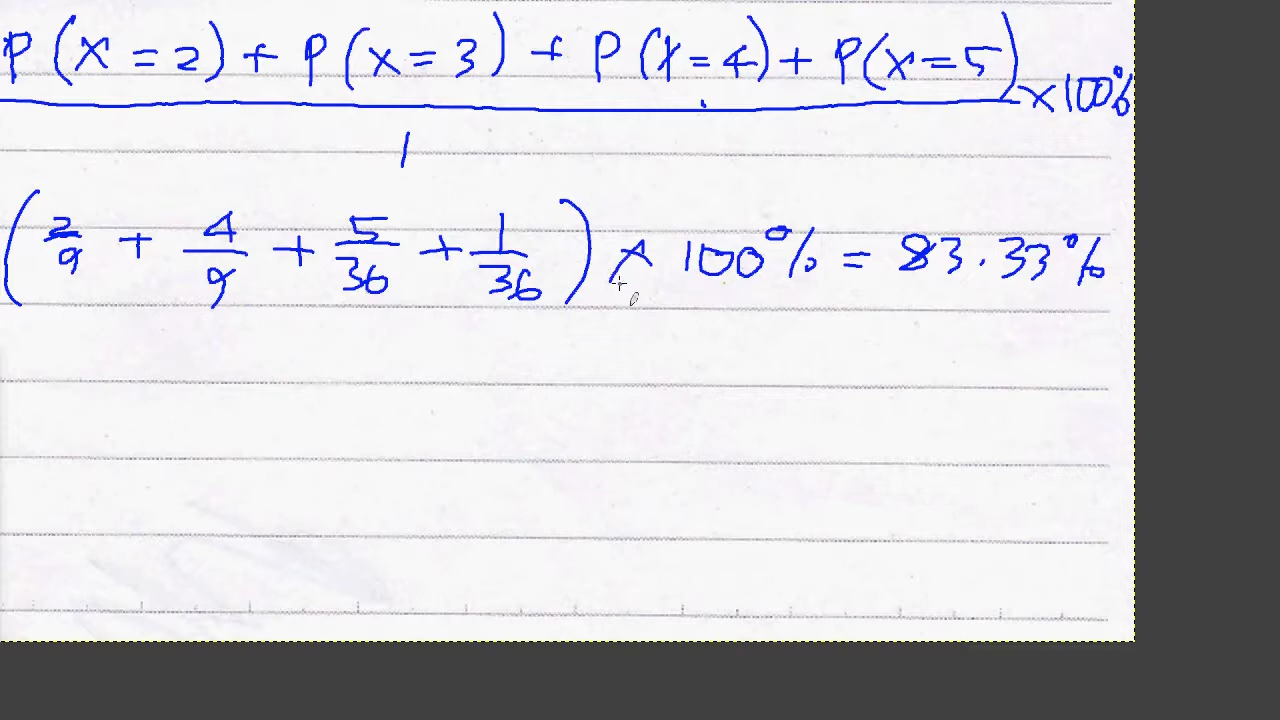 P(X=2) + P(X=3) + P(X=4) + P(X=5) × 100%
1
(2/9 + 4/9 + 5/36 + 1/36) × 100% = 83.33%